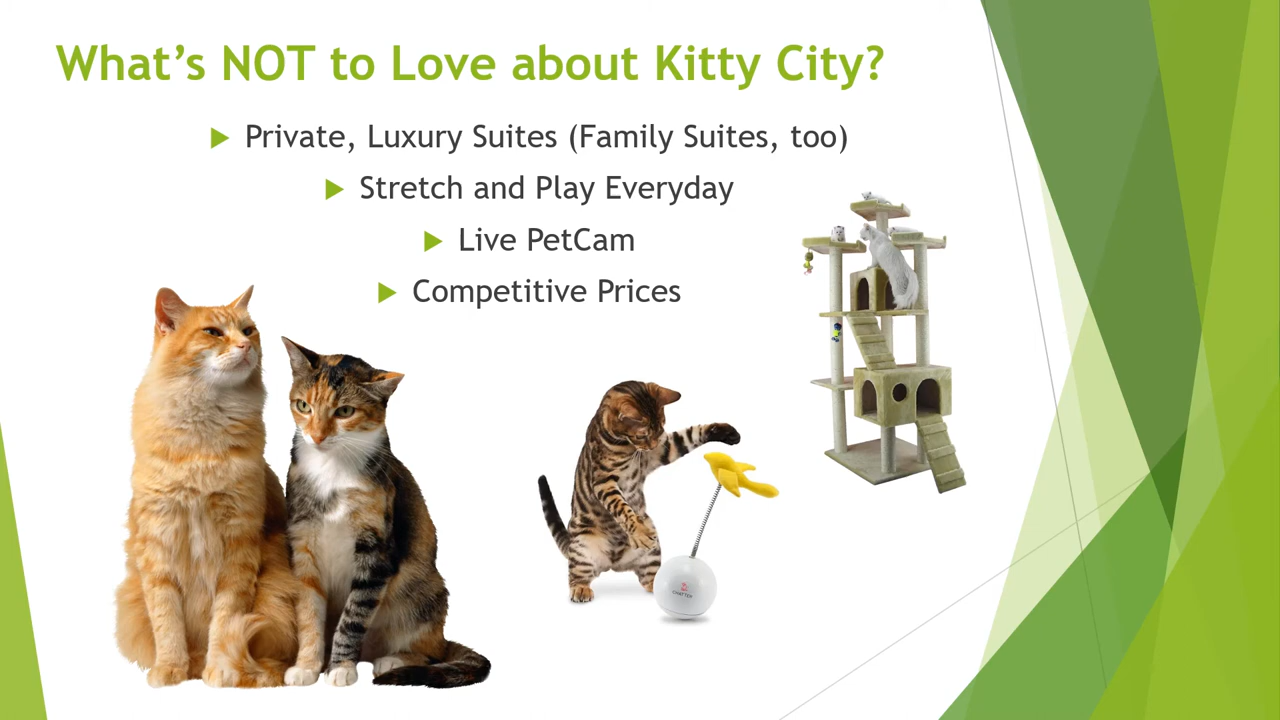 What's NOT to Love about Kitty City?
Private, Luxury Suites (Family Suites, too)
Stretch and Play Everyday
Live PetCam
Competitive Prices